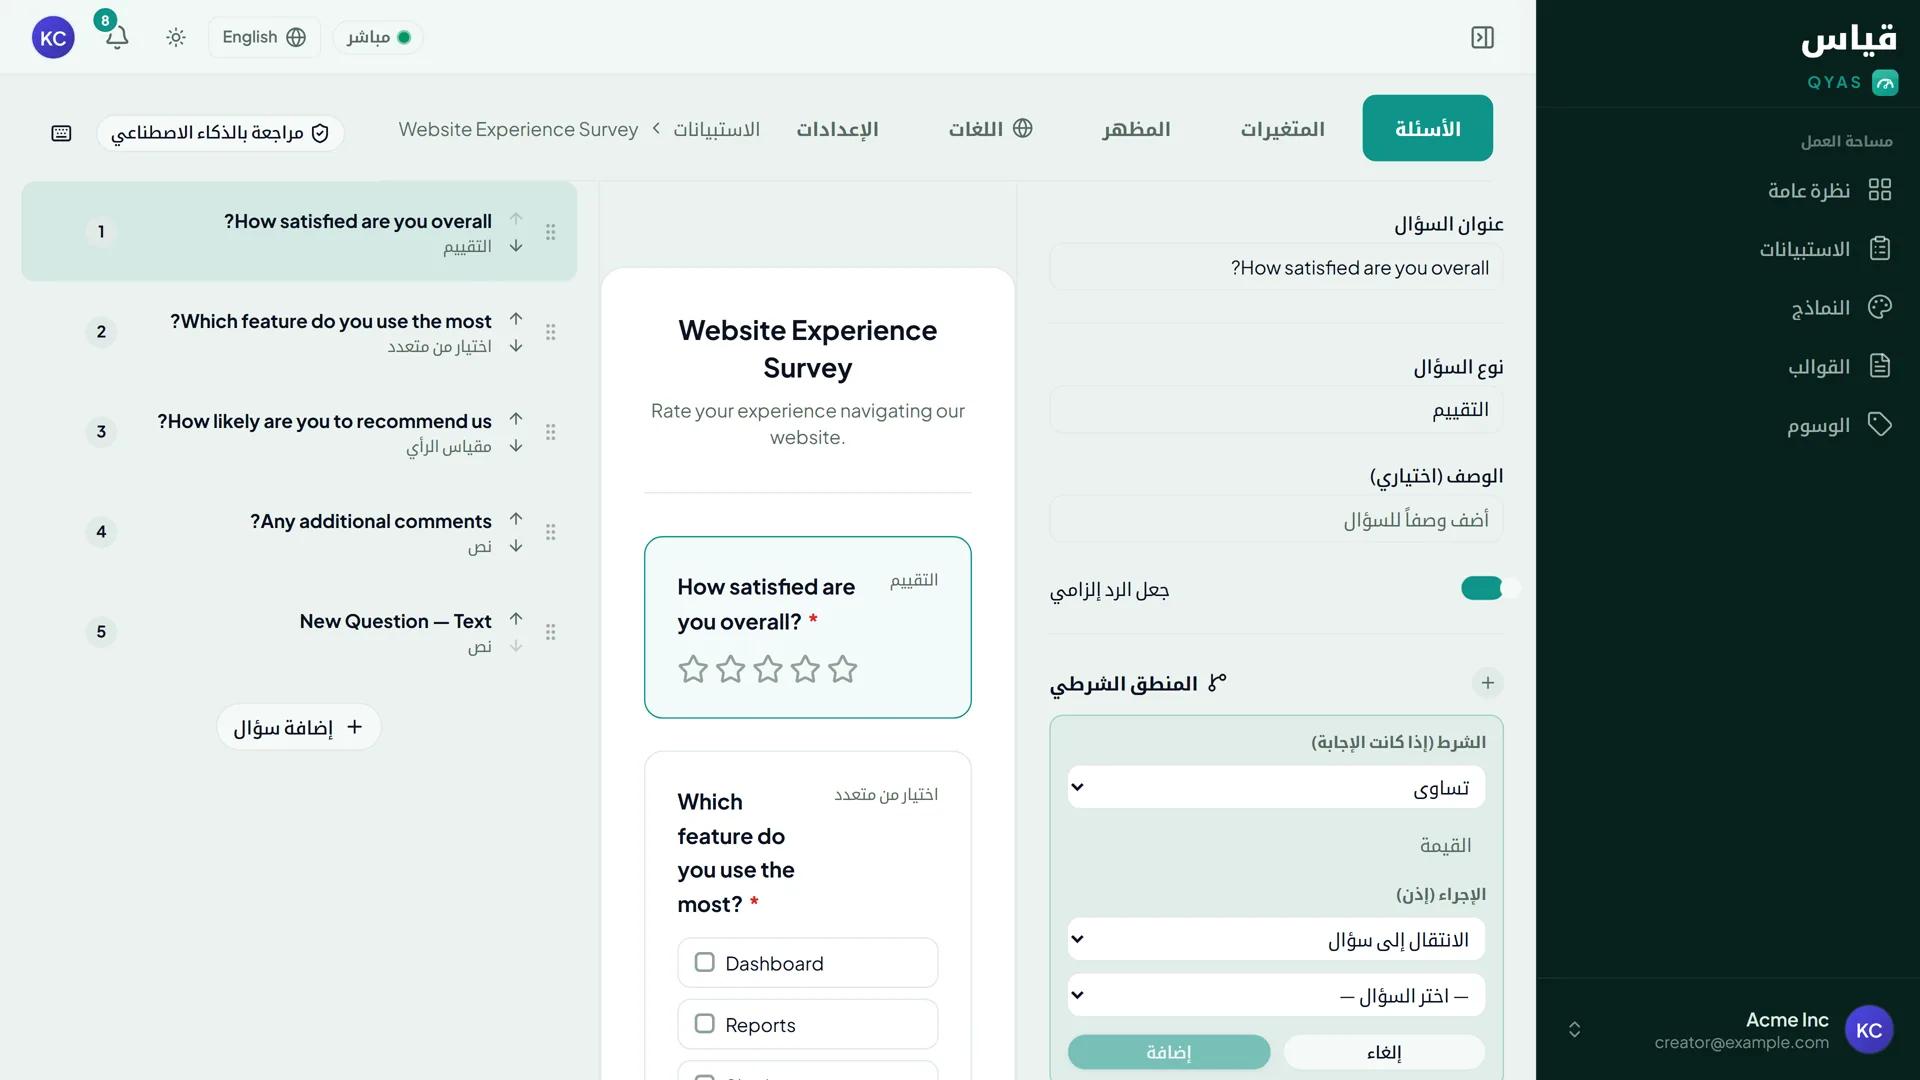 قياس
QYAS
مساحة العمل
نظرة عامة
الاستبيانات
النماذج
القوالب
الوسوم
Acme Inc
creator@example.com
KC
مباشر
English
8
KC
الأسئلة
المتغيرات
المظهر
اللغات
الإعدادات
الاستبيانات
Website Experience Survey
مراجعة بالذكاء الاصطناعي
عنوان السؤال
How satisfied are you overall?
نوع السؤال
التقييم
الوصف (اختياري)
أضف وصفاً للسؤال
جعل الرد إلزامي
المنطق الشرطي
الشرط (إذا كانت الإجابة)
تساوي
القيمة
الإجراء (إذن)
الانتقال إلى سؤال
— اختر السؤال —
إلغاء
إضافة
Website Experience
Survey
Rate your experience navigating our
website.
How satisfied are
you overall? *
التقييم
Which
feature do
you use the
most? *
اختيار من متعدد
Dashboard
Reports
How satisfied are you overall?
التقييم
1
Which feature do you use the most?
اختيار من متعدد
2
How likely are you to recommend us?
مقياس الرأي
3
Any additional comments?
نص
4
New Question — Text
نص
5
إضافة سؤال